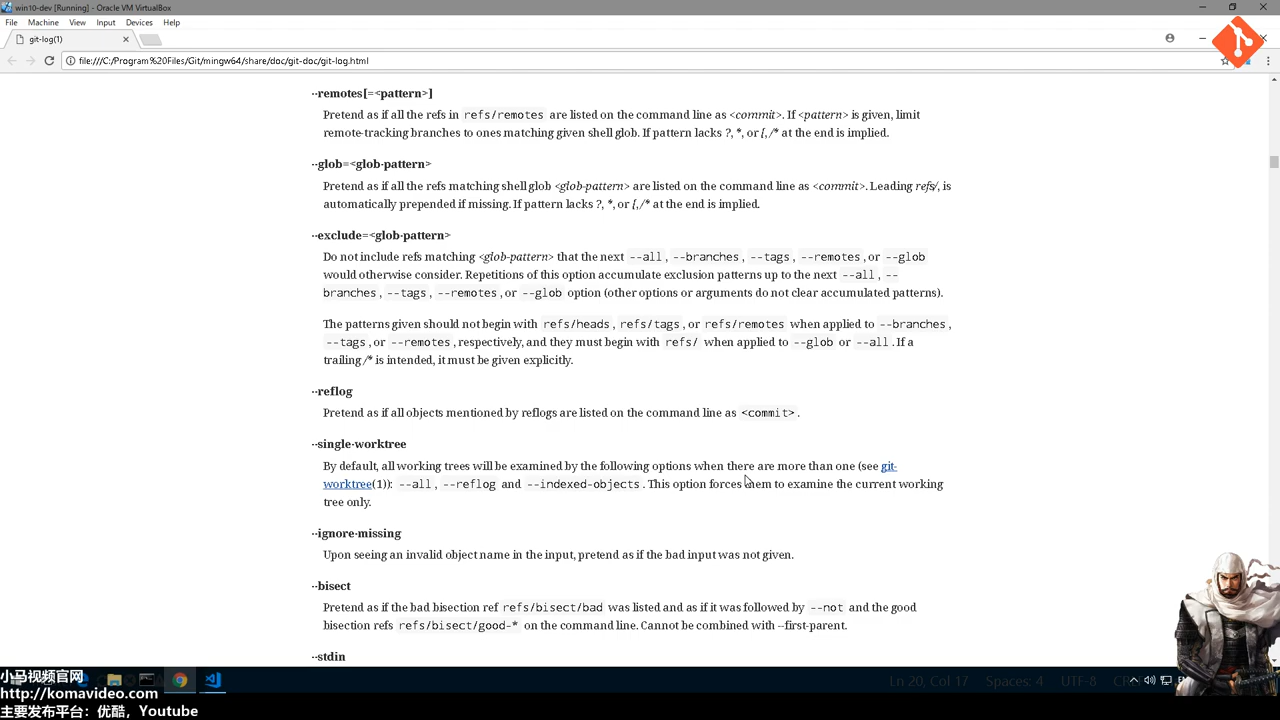 win10-dev [Running] - Oracle VM VirtualBox
File Machine View Input Devices Help
git-log(1)
file:///C:/Program%20Files/Git/mingw64/share/doc/git-doc/git-log.html
--remotes[=<pattern>]
Pretend as if all the refs in refs/remotes are listed on the command line as <commit>. If <pattern> is given, limit
remote-tracking branches to ones matching given shell glob. If pattern lacks ?, *, or [, /* at the end is implied.
--glob=<glob-pattern>
Pretend as if all the refs matching shell glob <glob-pattern> are listed on the command line as <commit>. Leading refs/, is
automatically prepended if missing. If pattern lacks ?, *, or [, /* at the end is implied.
--exclude=<glob-pattern>
Do not include refs matching <glob-pattern> that the next --all, --branches, --tags, --remotes, or --glob
would otherwise consider. Repetitions of this option accumulate exclusion patterns up to the next --all, --
branches, --tags, --remotes, or --glob option (other options or arguments do not clear accumulated patterns).
The patterns given should not begin with refs/heads, refs/tags, or refs/remotes when applied to --branches,
--tags, or --remotes, respectively, and they must begin with refs/ when applied to --glob or --all. If a
trailing /* is intended, it must be given explicitly.
--reflog
Pretend as if all objects mentioned by reflogs are listed on the command line as <commit>.
--single-worktree
By default, all working trees will be examined by the following options when there are more than one (see git-
worktree(1)): --all, --reflog and --indexed-objects. This option forces them to examine the current working
tree only.
--ignore-missing
Upon seeing an invalid object name in the input, pretend as if the bad input was not given.
--bisect
Pretend as if the bad bisection ref refs/bisect/bad was listed and as if it was followed by --not and the good
bisection refs refs/bisect/good-* on the command line. Cannot be combined with --first-parent.
--stdin
小马视频官网
http://komavideo.com
主要发布平台：优酷，Youtube
Ln 20, Col 17 Spaces: 4 UTF-8